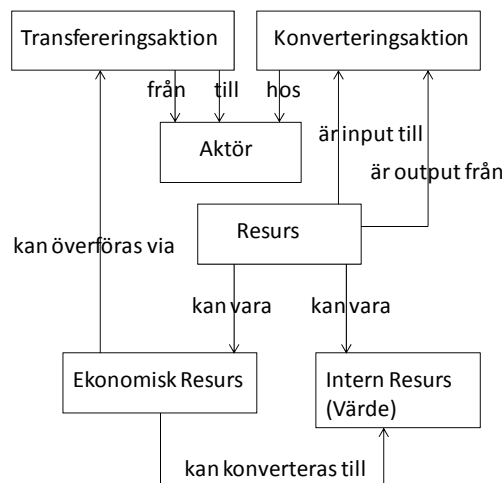 Transfereringsaktion
Konverteringsaktion
från
till
hos
Aktör
är input till
är output från
Resurs
kan överföras via
kan vara
kan vara
Ekonomisk Resurs
Intern Resurs
(Värde)
kan konverteras till